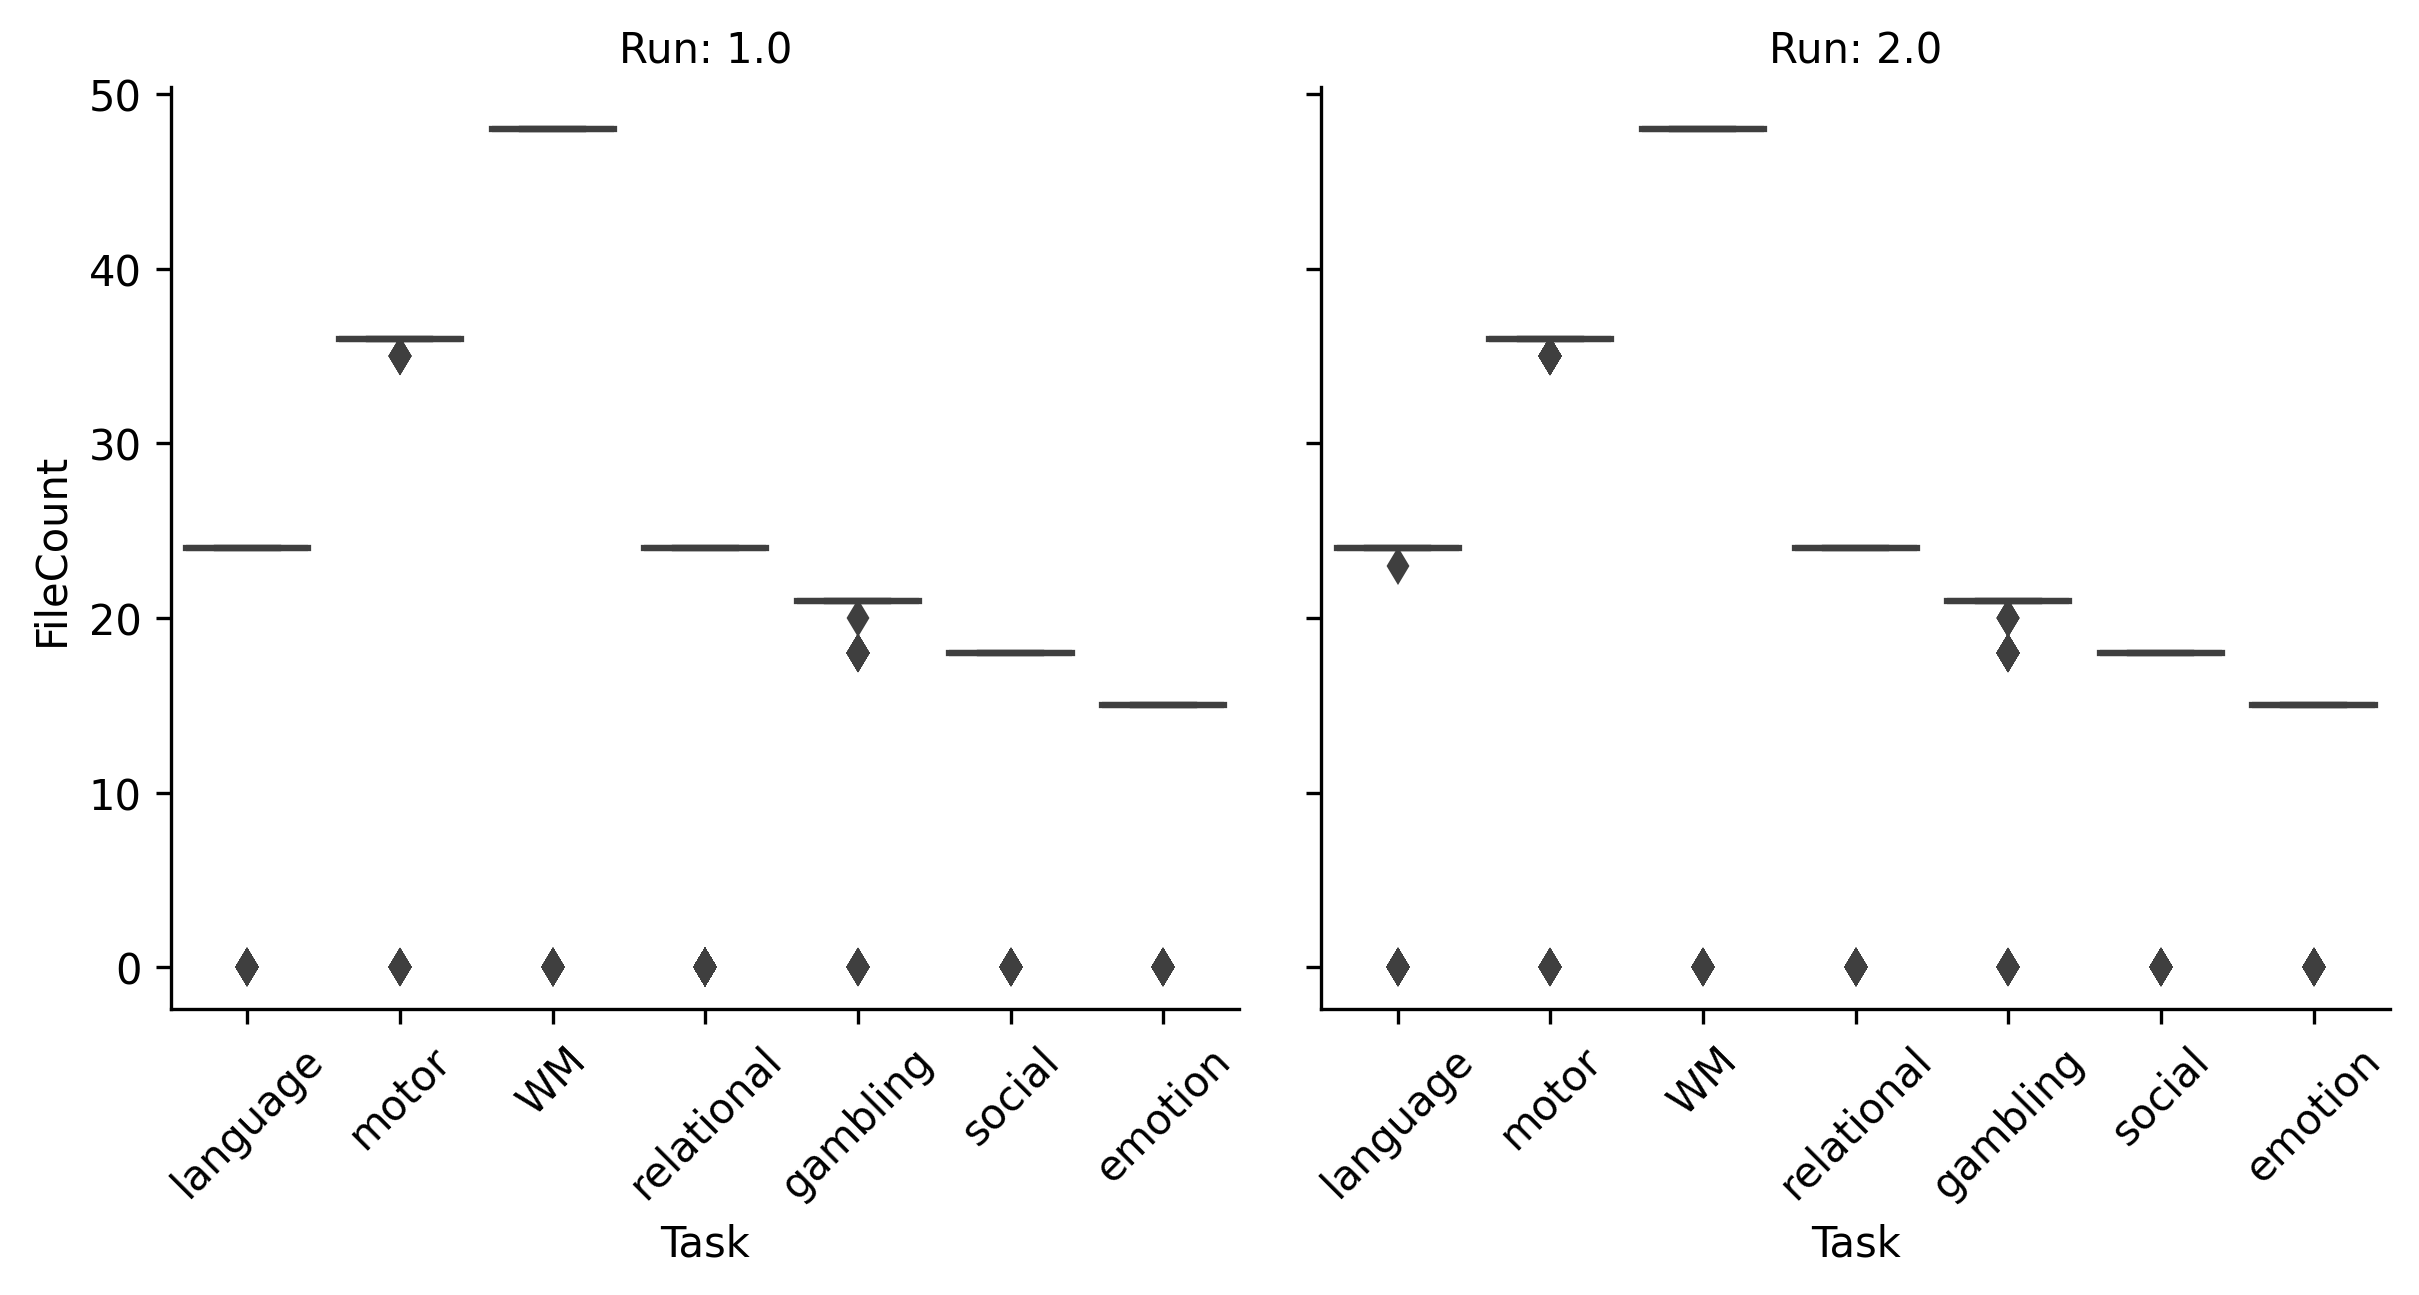 Run: 1.0
Run: 2.0
FileCount
50
40
30
20
10
0
language
motor
WM
relational
gambling
social
emotion
language
motor
WM
relational
gambling
social
emotion
Task
Task